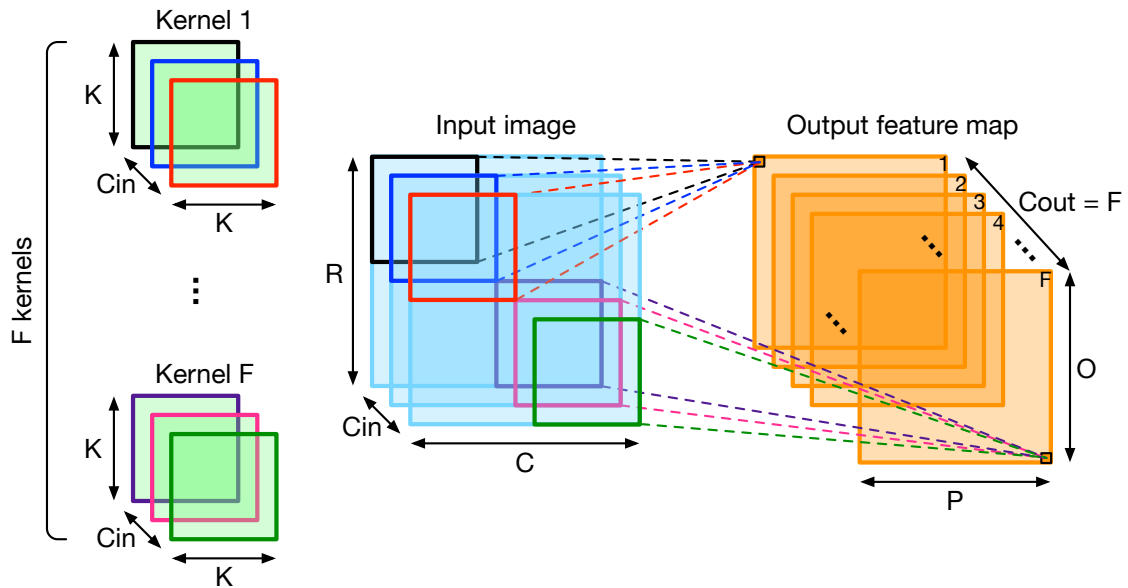 Kernel 1
K
Cin
K
F kernels
Kernel F
K
Cin
K
Input image
R
Cin
C
Output feature map
1
2
3
4
F
Cout = F
O
P